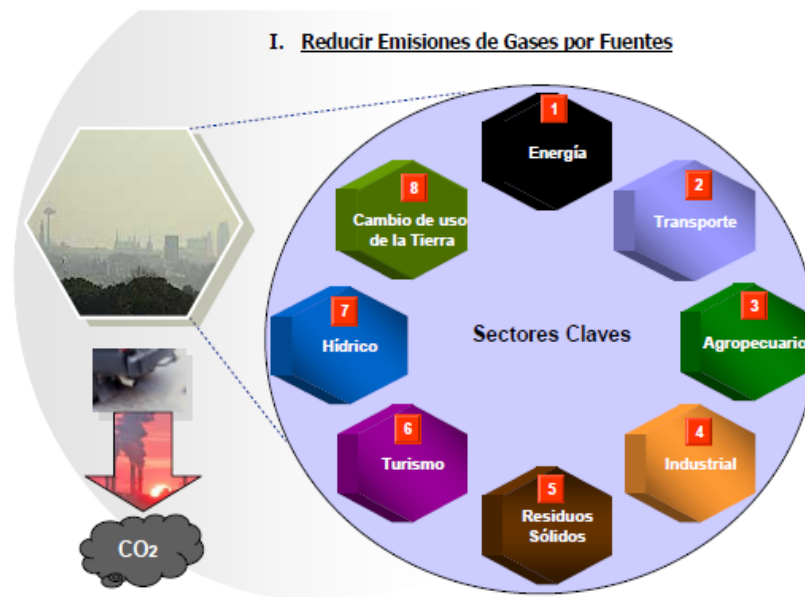 I. Reducir Emisiones de Gases por Fuentes
1
Energía
2
Transporte
3
Agropecuario
4
Industrial
5
Residuos
Sólidos
6
Turismo
7
Hídrico
8
Cambio de uso
de la Tierra
Sectores Claves
CO₂